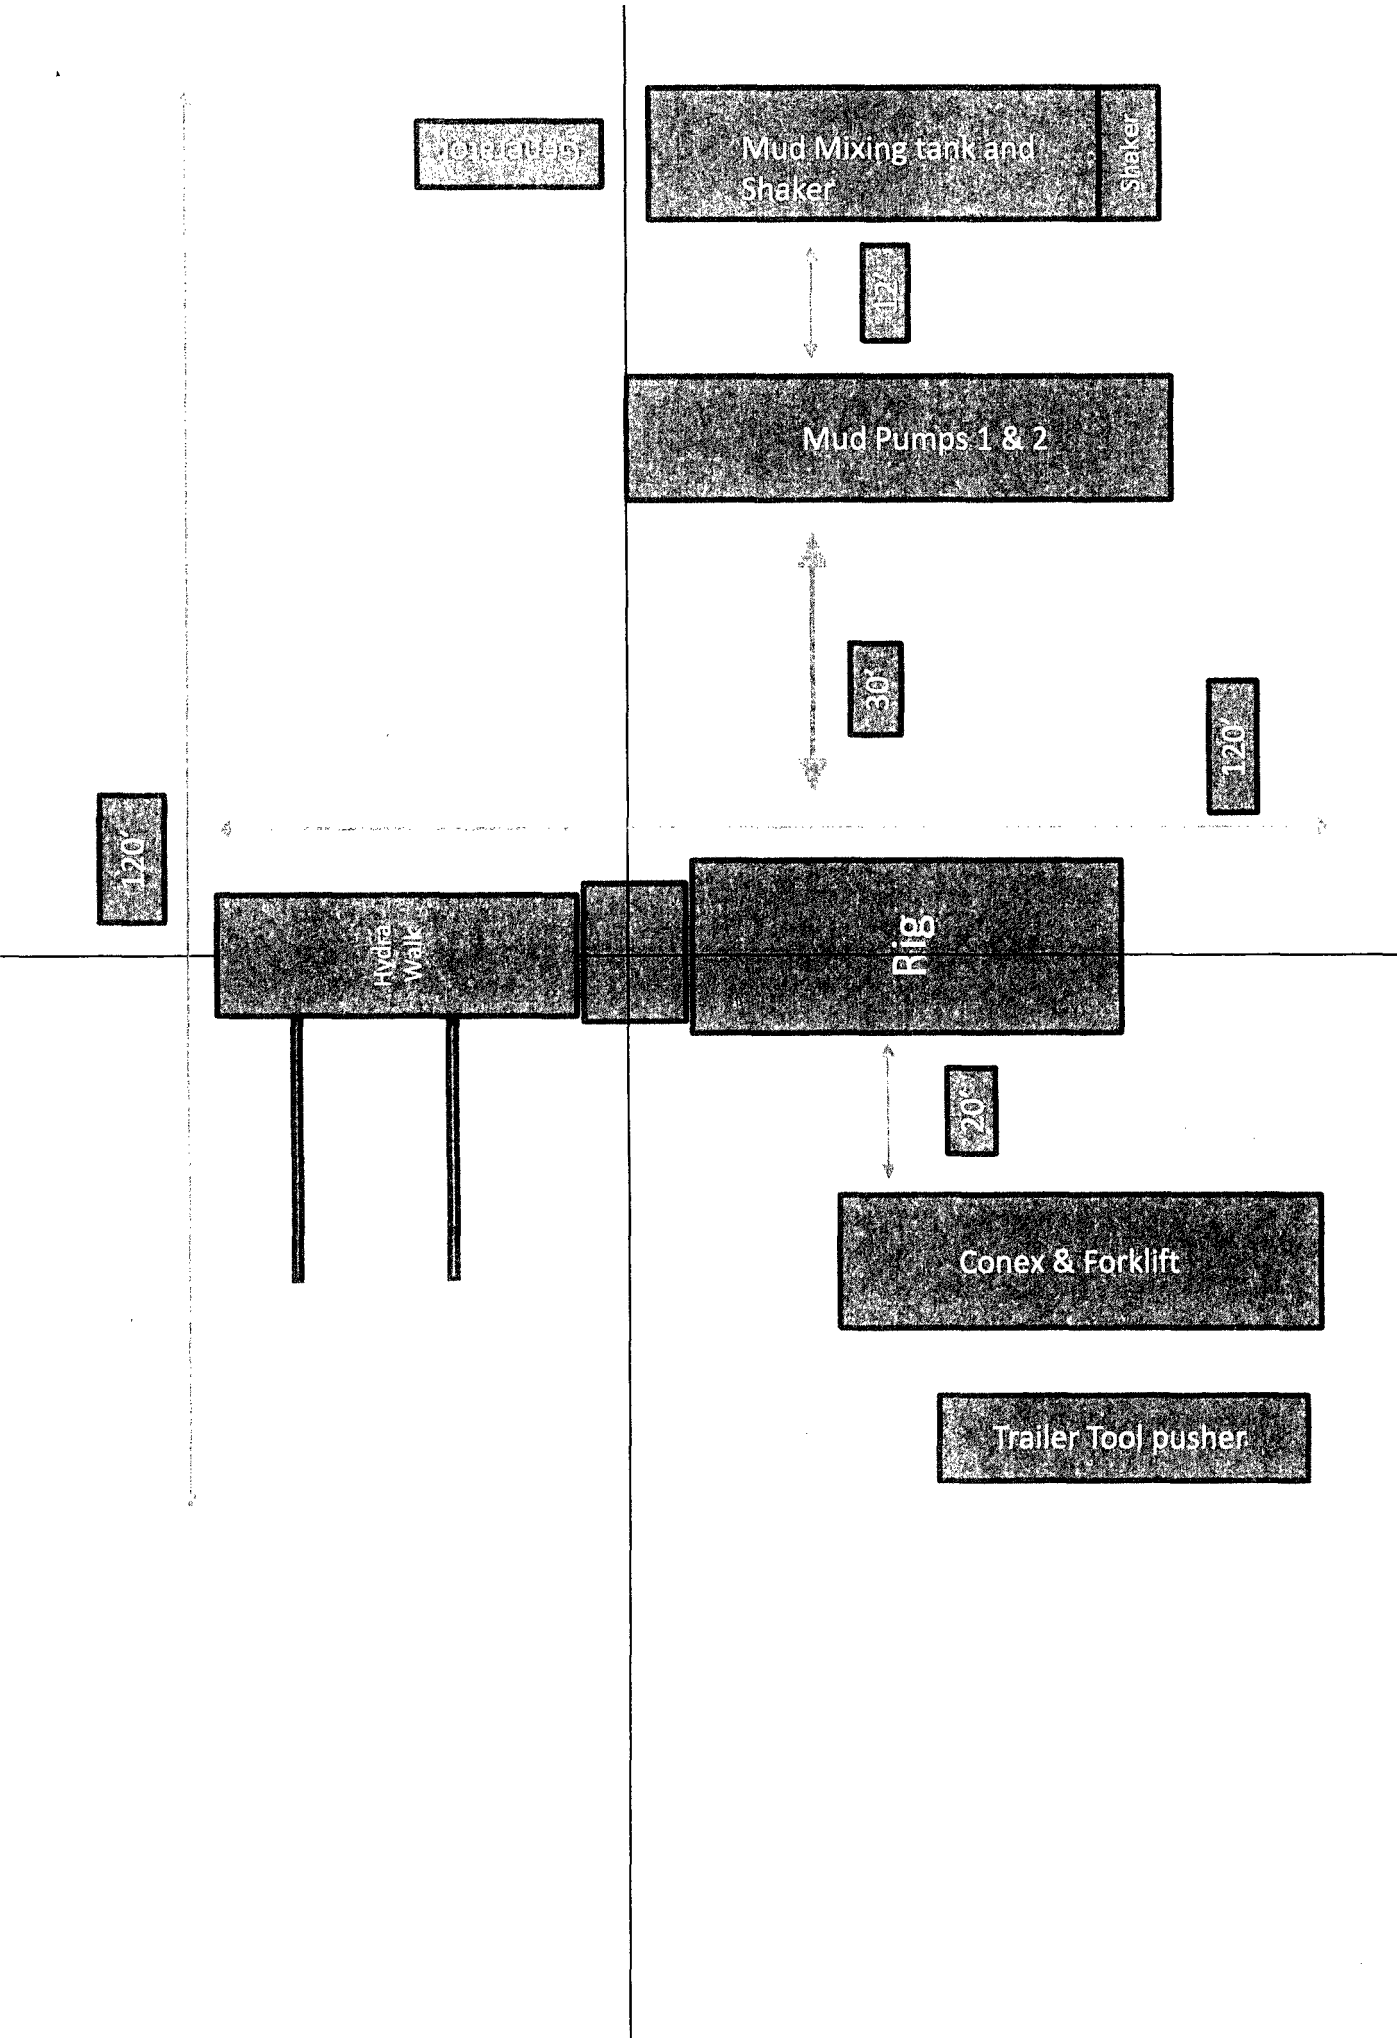 Generator
Mud Mixing tank and
Shaker
Shaker
12'
Mud Pumps 1 & 2
30'
120'
120'
Hydra
Walk
Rig
20'
Conex & Forklift
Trailer Tool pusher